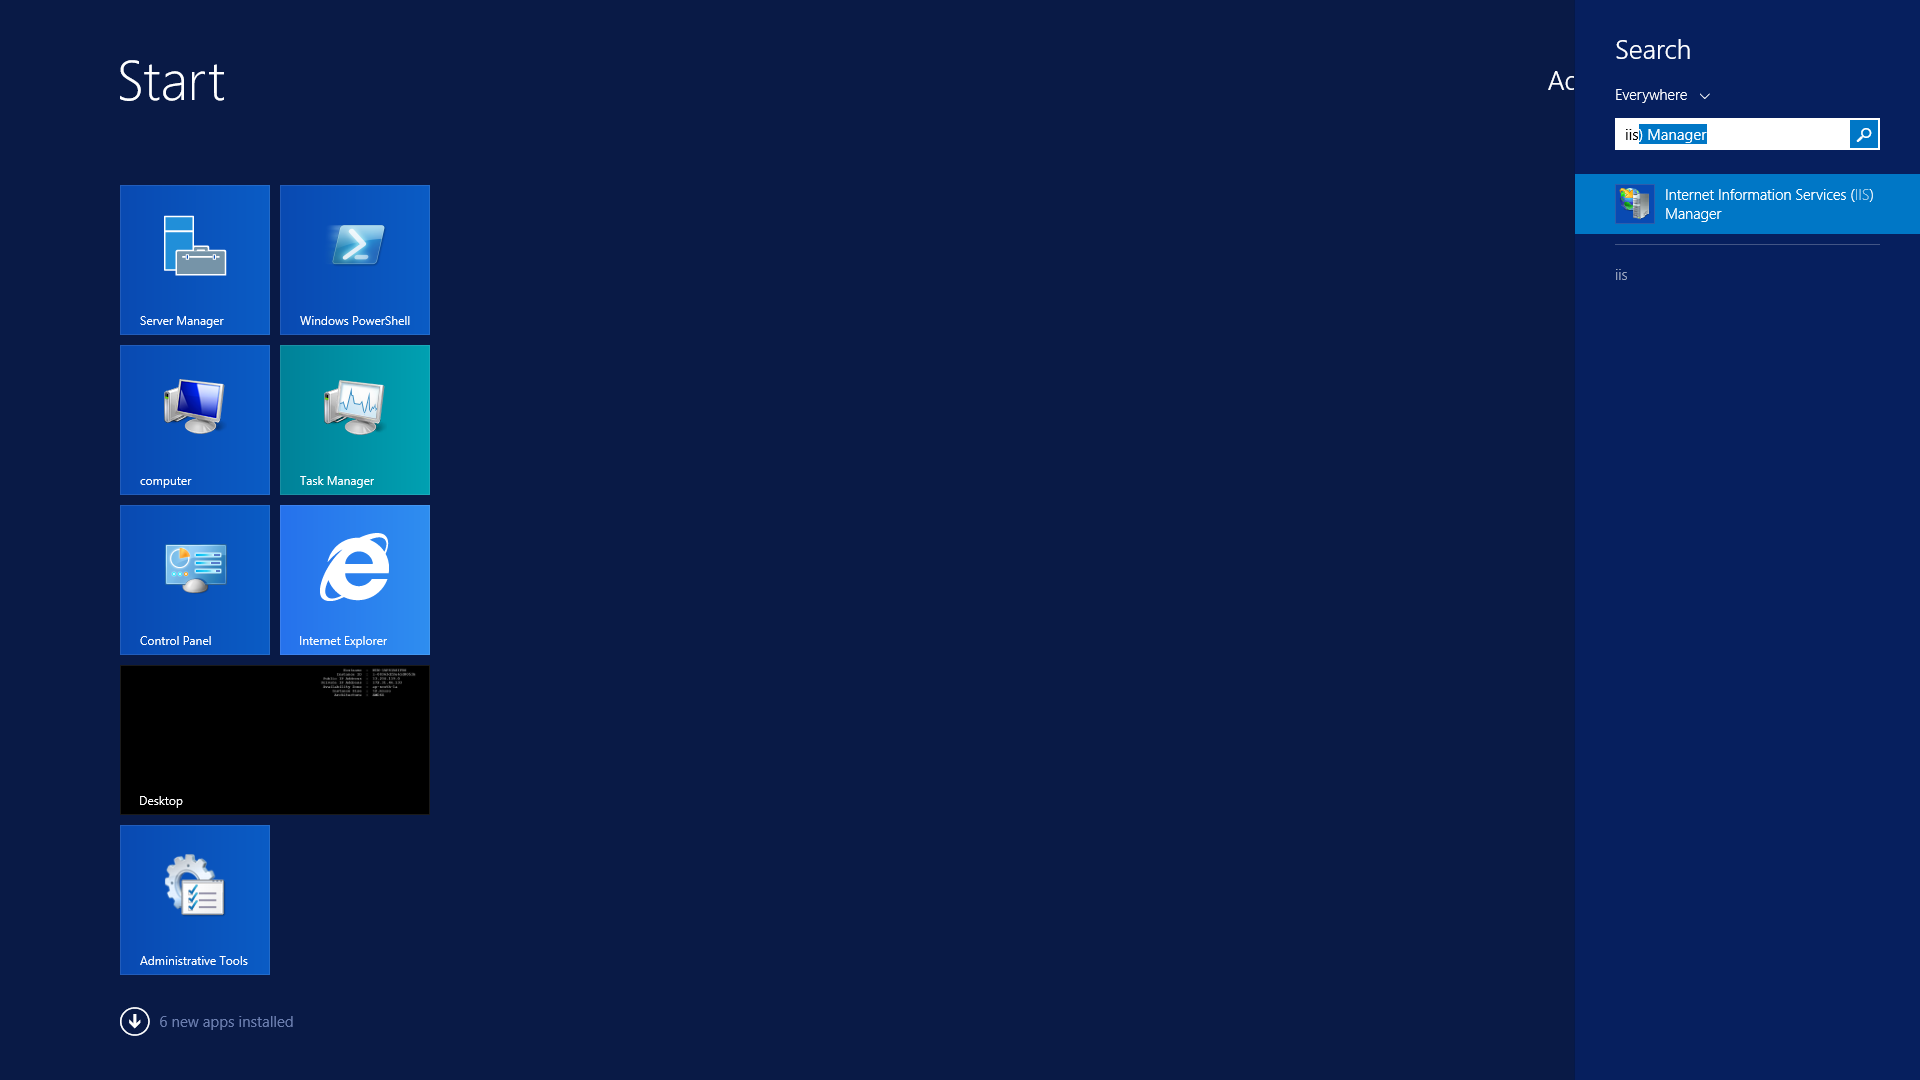 Start
Ad
Search
Everywhere
iis) Manager
Internet Information Services (IIS)
Manager
iis
Server Manager
Windows PowerShell
computer
Task Manager
Control Panel
Internet Explorer
Desktop
Administrative Tools
6 new apps installed